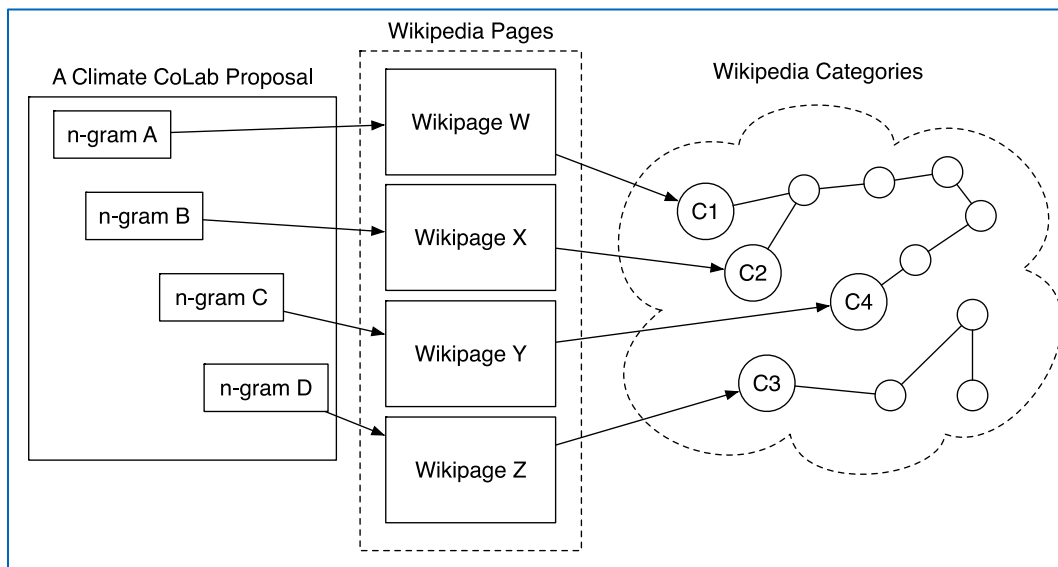 Wikipedia Pages
A Climate CoLab Proposal
Wikipedia Categories
n-gram A
Wikipage W
n-gram B
Wikipage X
n-gram C
Wikipage Y
n-gram D
Wikipage Z
C1
C2
C4
C3